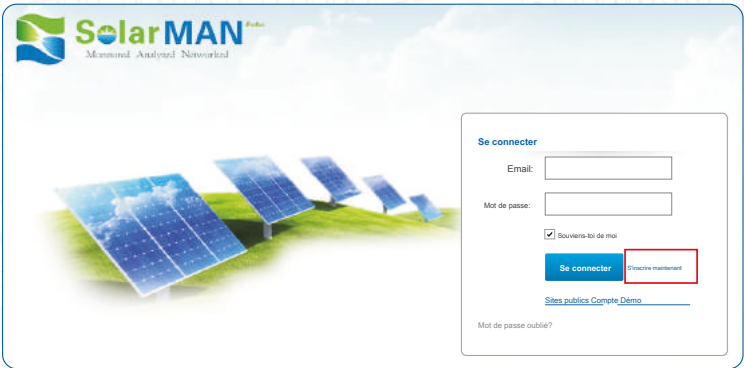 SolarMAN
Monitored Analyzed Networked
Se connecter
Email:
Mot de passe:
Souviens-toi de moi
Se connecter S'inscrire maintenant
Sites publics Compte Démo
Mot de passe oublié?